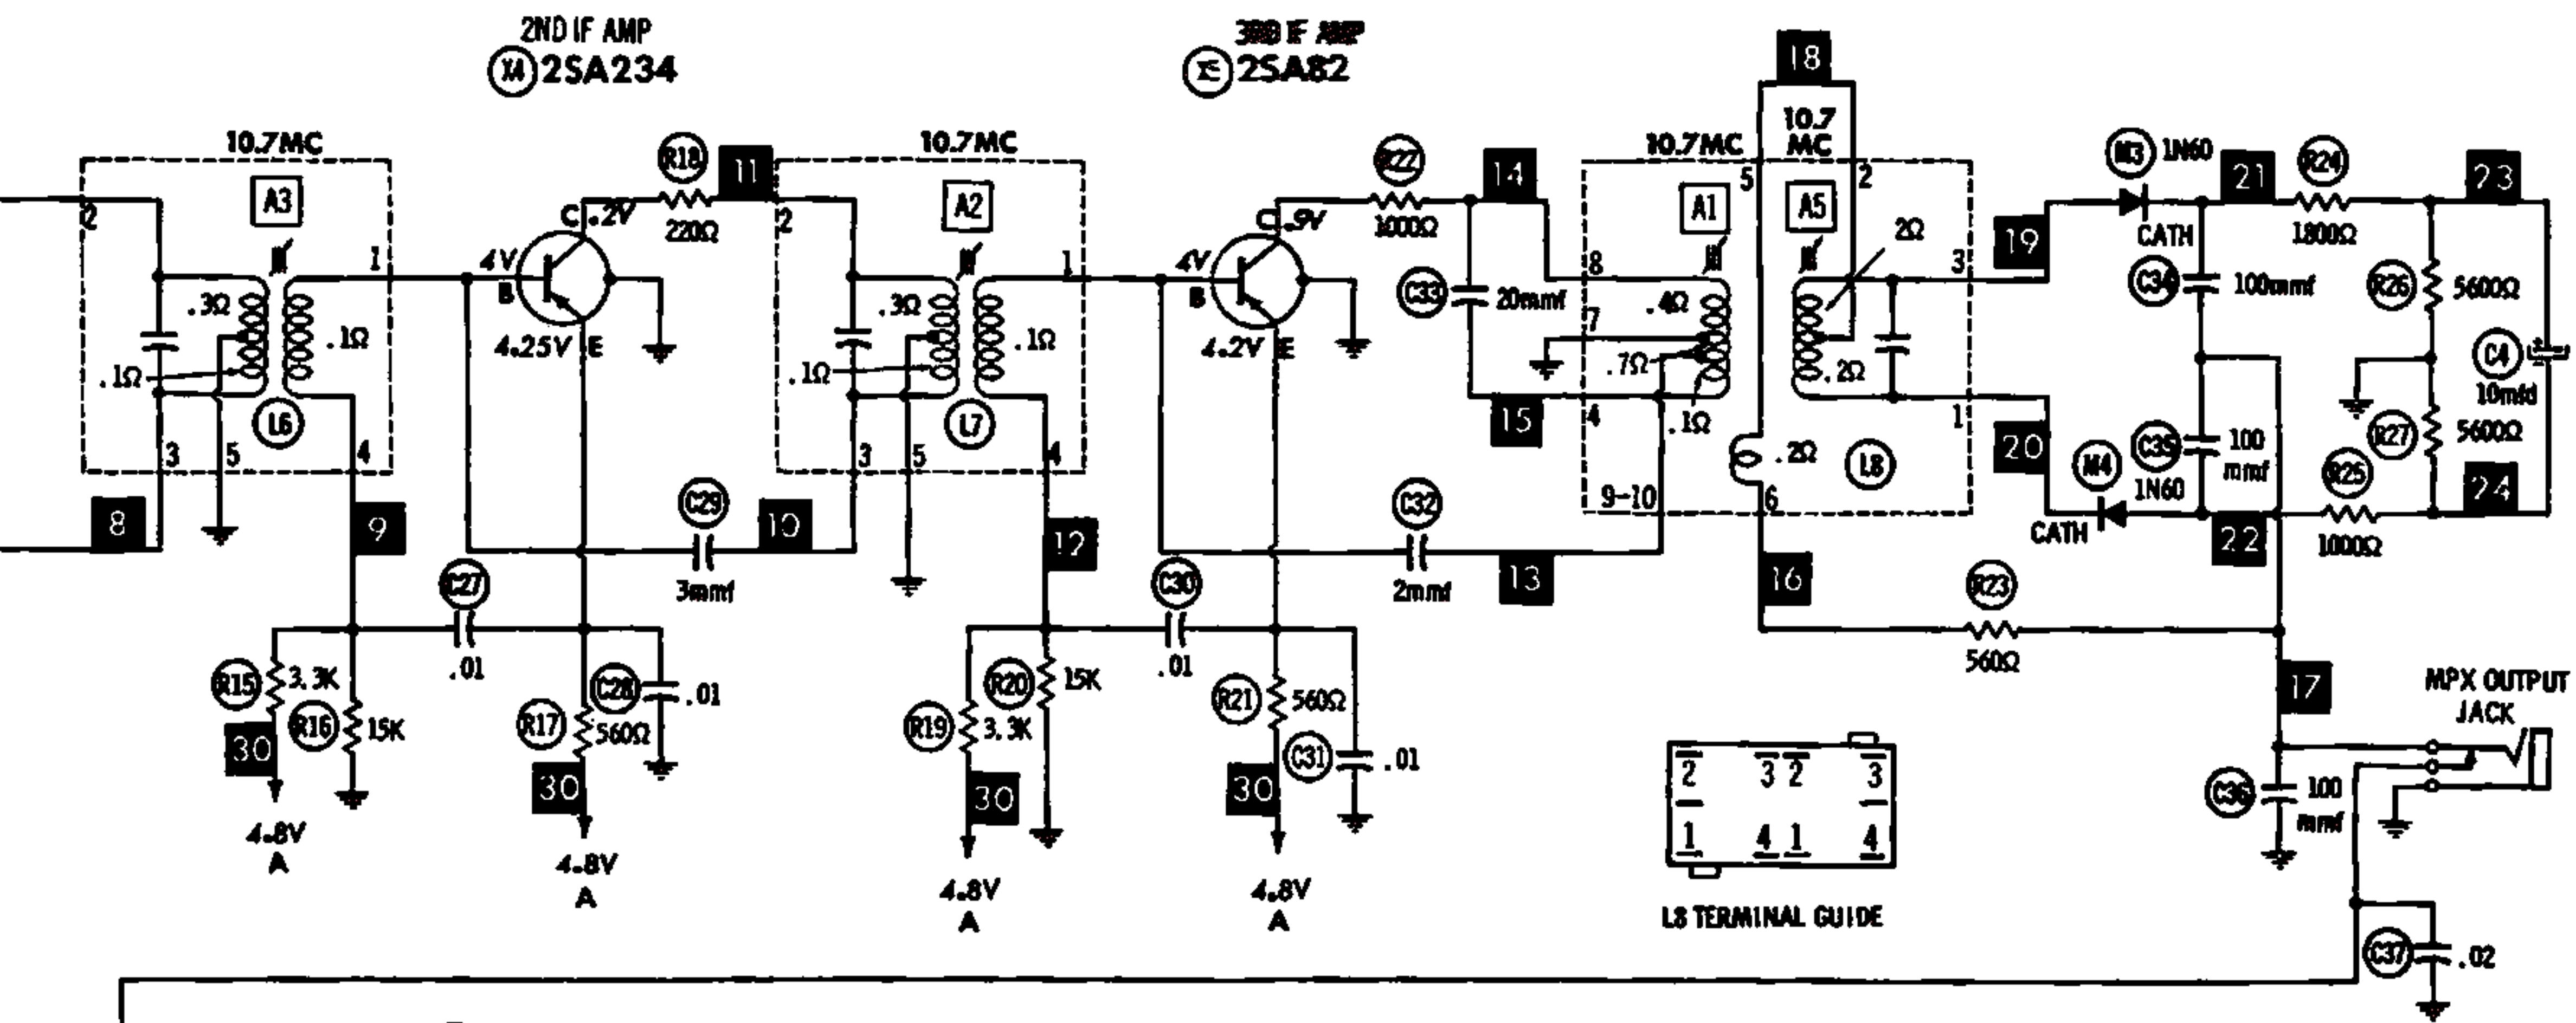 2ND IF AMP
X4 2SA234
3RD IF AMP
2SA82
18
10.7MC
R18
11
10.7MC
R22
14
10.7MC
10.7
MC
M3 1N60
21
R24
23
2
A3
C .2V
220Ω
2
A2
C .9V
1000Ω
5
A1
A5
2
2Ω
19
CATH
1800Ω
1
4V
B
1
4V
B
C33
20mmf
8
3
C34
100mmf
R26
5600Ω
.3Ω
.1Ω
.3Ω
.1Ω
.4Ω
7
4.25V E
4.2V E
C4
10mfd
.1Ω
.1Ω
.7Ω
.2Ω
L6
L7
15
4
.1Ω
1
20
C35
100
mmf
R27
5600Ω
3
5
4
3
5
4
.2Ω
L8
M4
1N60
R25
24
8
9
C29
10
12
C32
9-10
6
CATH
22
1000Ω
3mmf
2mmf
13
16
C27
C30
R23
.01
.01
560Ω
R15
3.3K
R16
15K
30
R17
560Ω
C28
.01
30
R19
3.3K
R20
15K
30
R21
560Ω
C31
.01
30
17
MPX OUTPUT
JACK
2
3
2
3
1
4
1
4
C36
100
mmf
4.8V
A
4.8V
A
4.8V
A
4.8V
A
L8 TERMINAL GUIDE
C37
.02